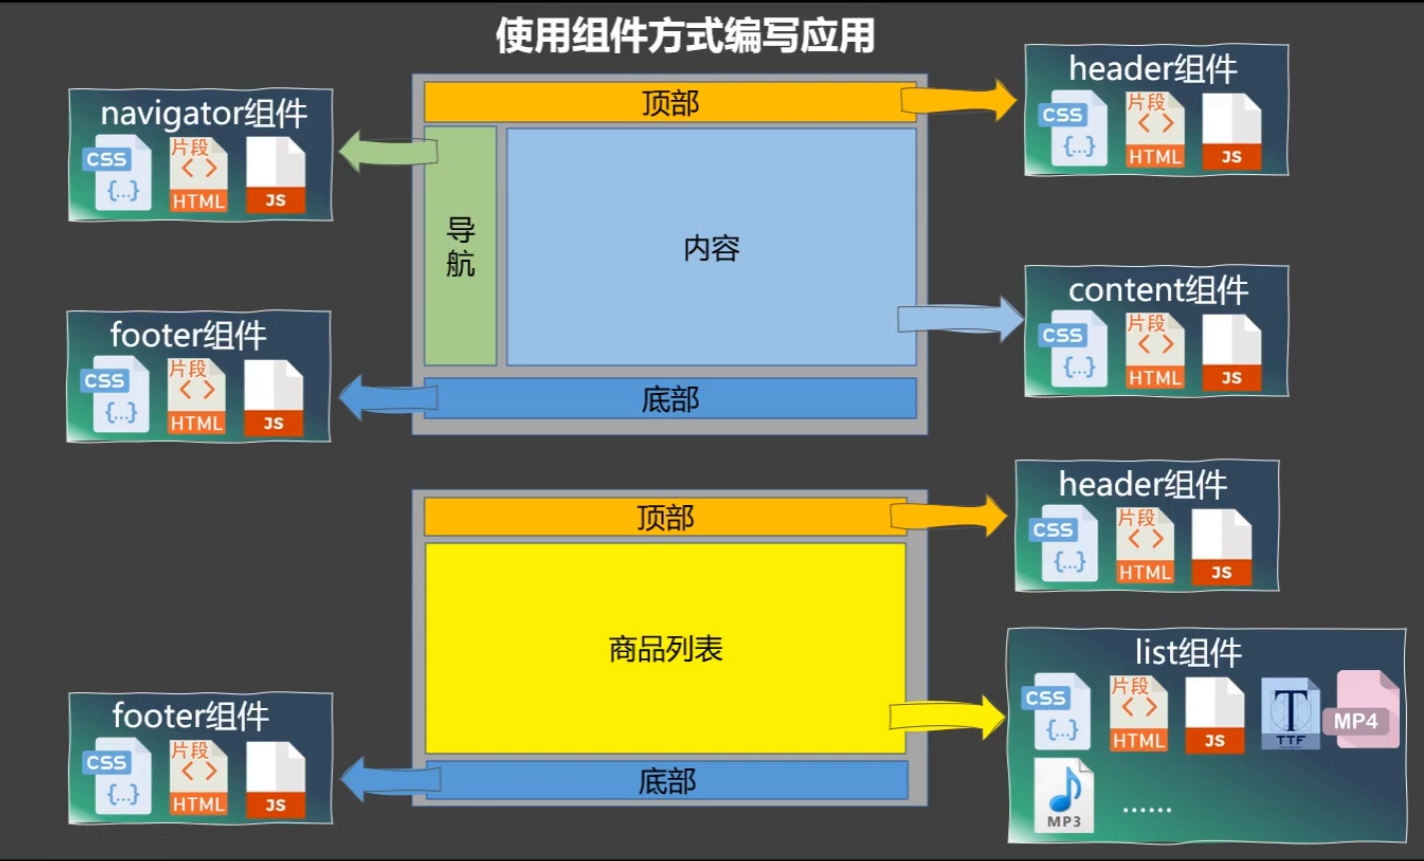 使用组件方式编写应用
navigator组件
CSS
{...}
片段
< >
HTML
JS
顶部
导
航
内容
底部
header组件
CSS
{...}
片段
< >
HTML
JS
footer组件
CSS
{...}
片段
< >
HTML
JS
content组件
CSS
{...}
片段
< >
HTML
JS
顶部
商品列表
底部
header组件
CSS
{...}
片段
< >
HTML
JS
footer组件
CSS
{...}
片段
< >
HTML
JS
list组件
CSS
{...}
片段
< >
HTML
JS
T
TTF
MP4
MP3
......